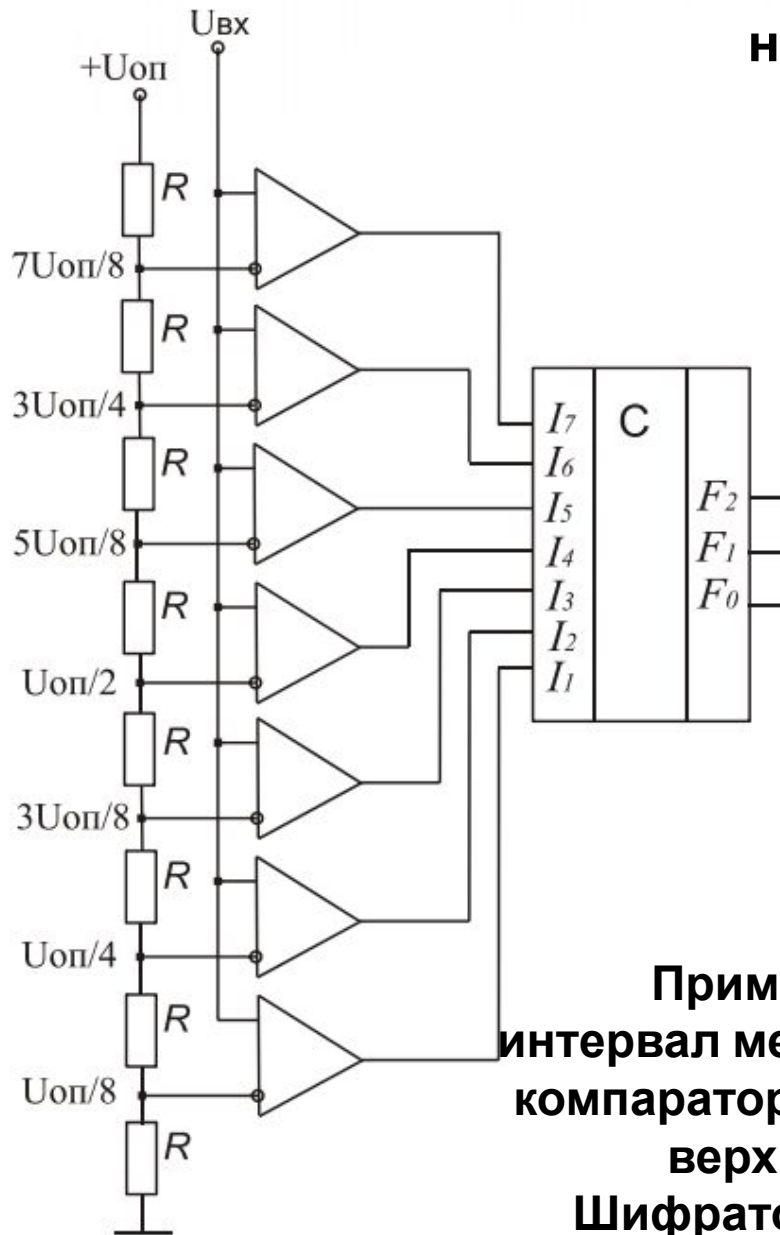 Uвх
н
+Uоп
R
7Uоп/8
R
3Uоп/4
R
5Uоп/8
R
Uоп/2
R
3Uоп/8
R
Uоп/4
R
Uоп/8
R
I7 C
I6
I5 F2
I4 F1
I3 F0
I2
I1
Прим
интервал ме
компаратор
верх
Шифрато